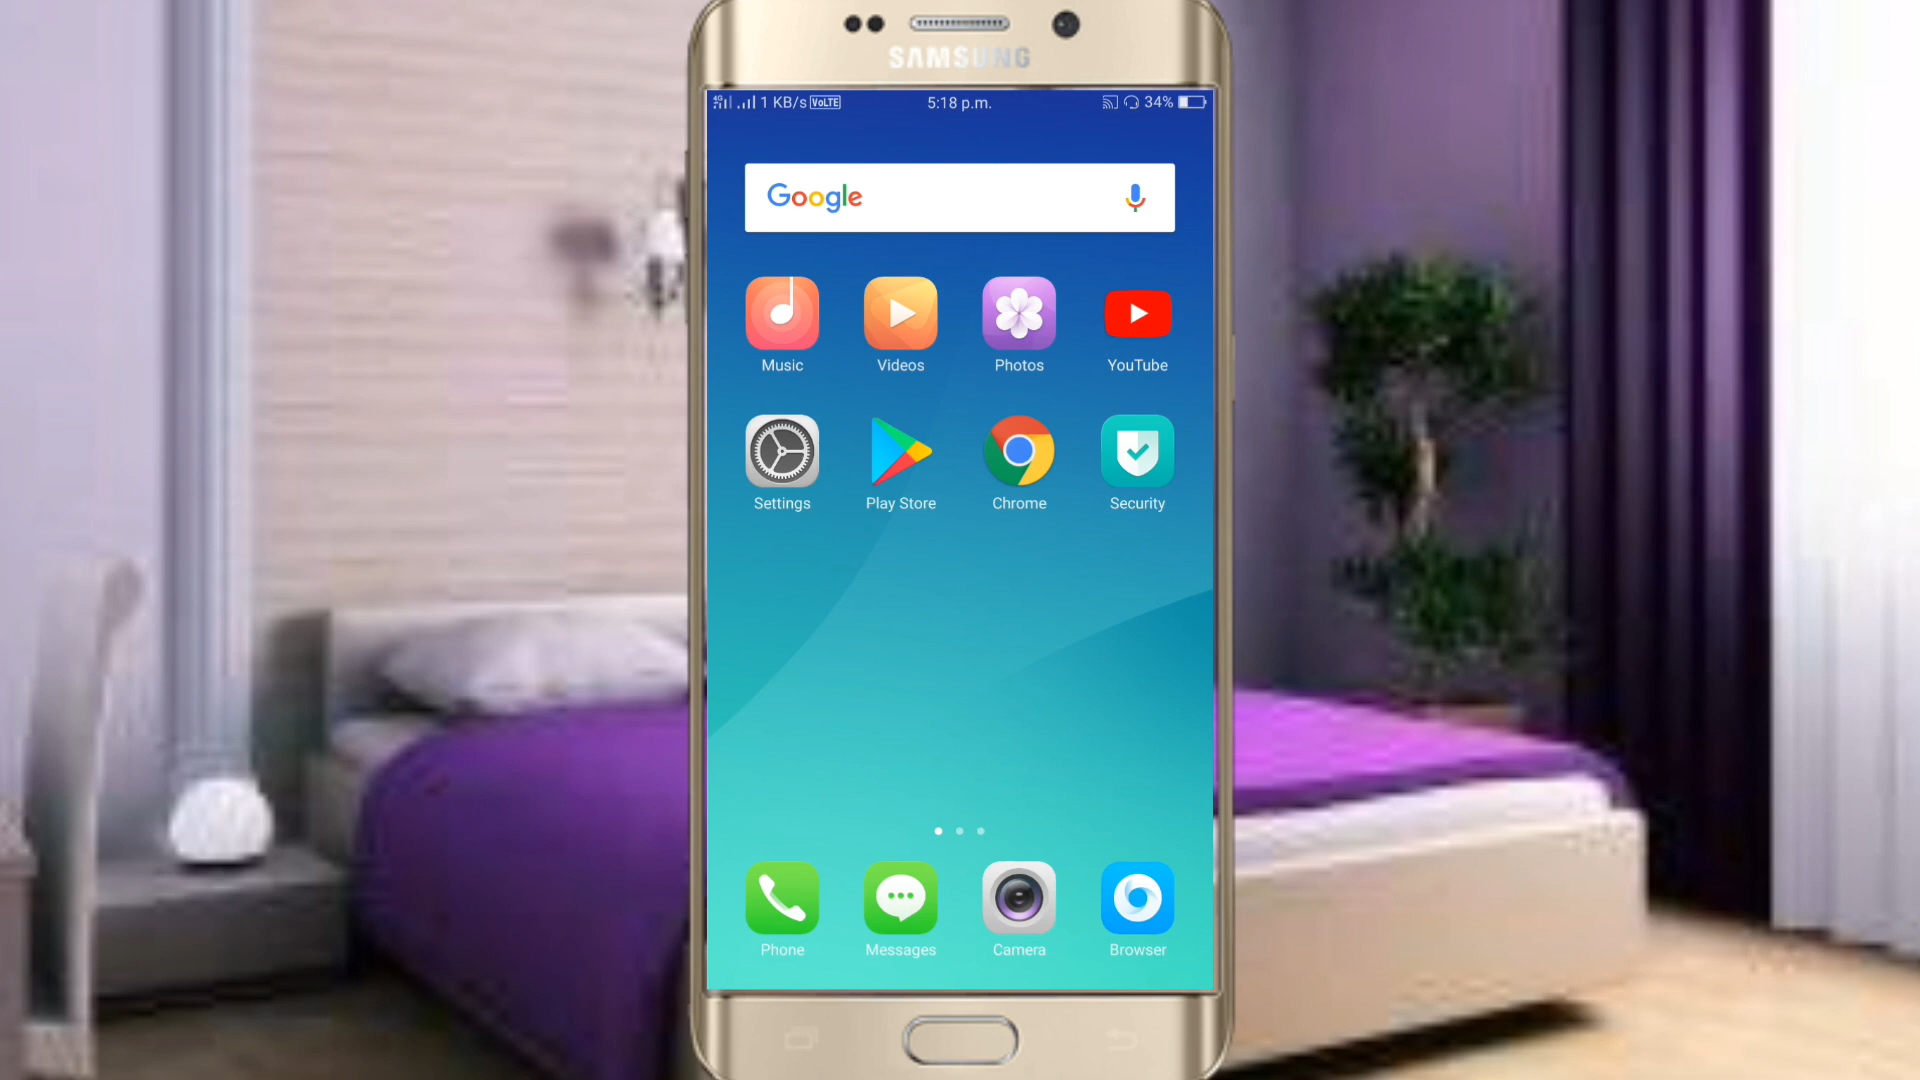 SAMSUNG
4G 1 KB/s VoLTE 5:18 p.m. 34%
Google
Music Videos Photos YouTube
Settings Play Store Chrome Security
Phone Messages Camera Browser